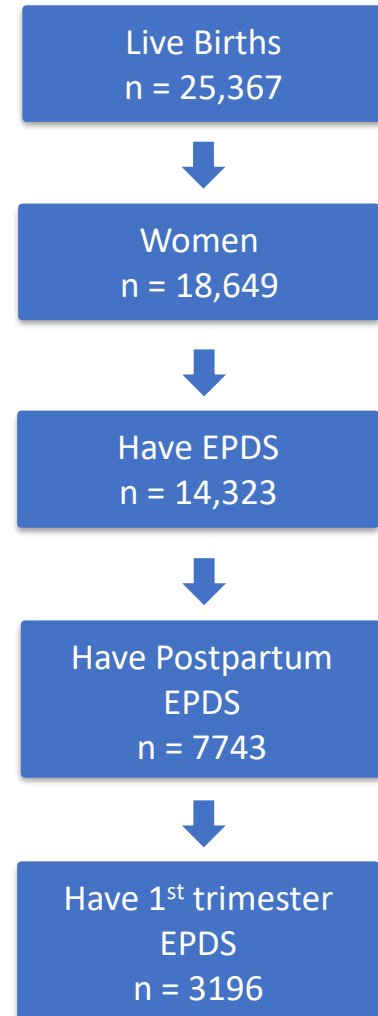 Live Births
n = 25,367
Women
n = 18,649
Have EPDS
n = 14,323
Have Postpartum
EPDS
n = 7743
Have 1st trimester
EPDS
n = 3196